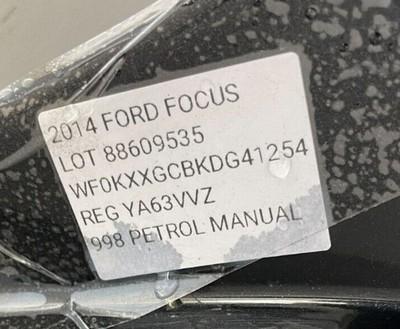 2014 FORD FOCUS
LOT 88609535
WF0KXXGCBKDG41254
REG YA63VVZ
998 PETROL MANUAL